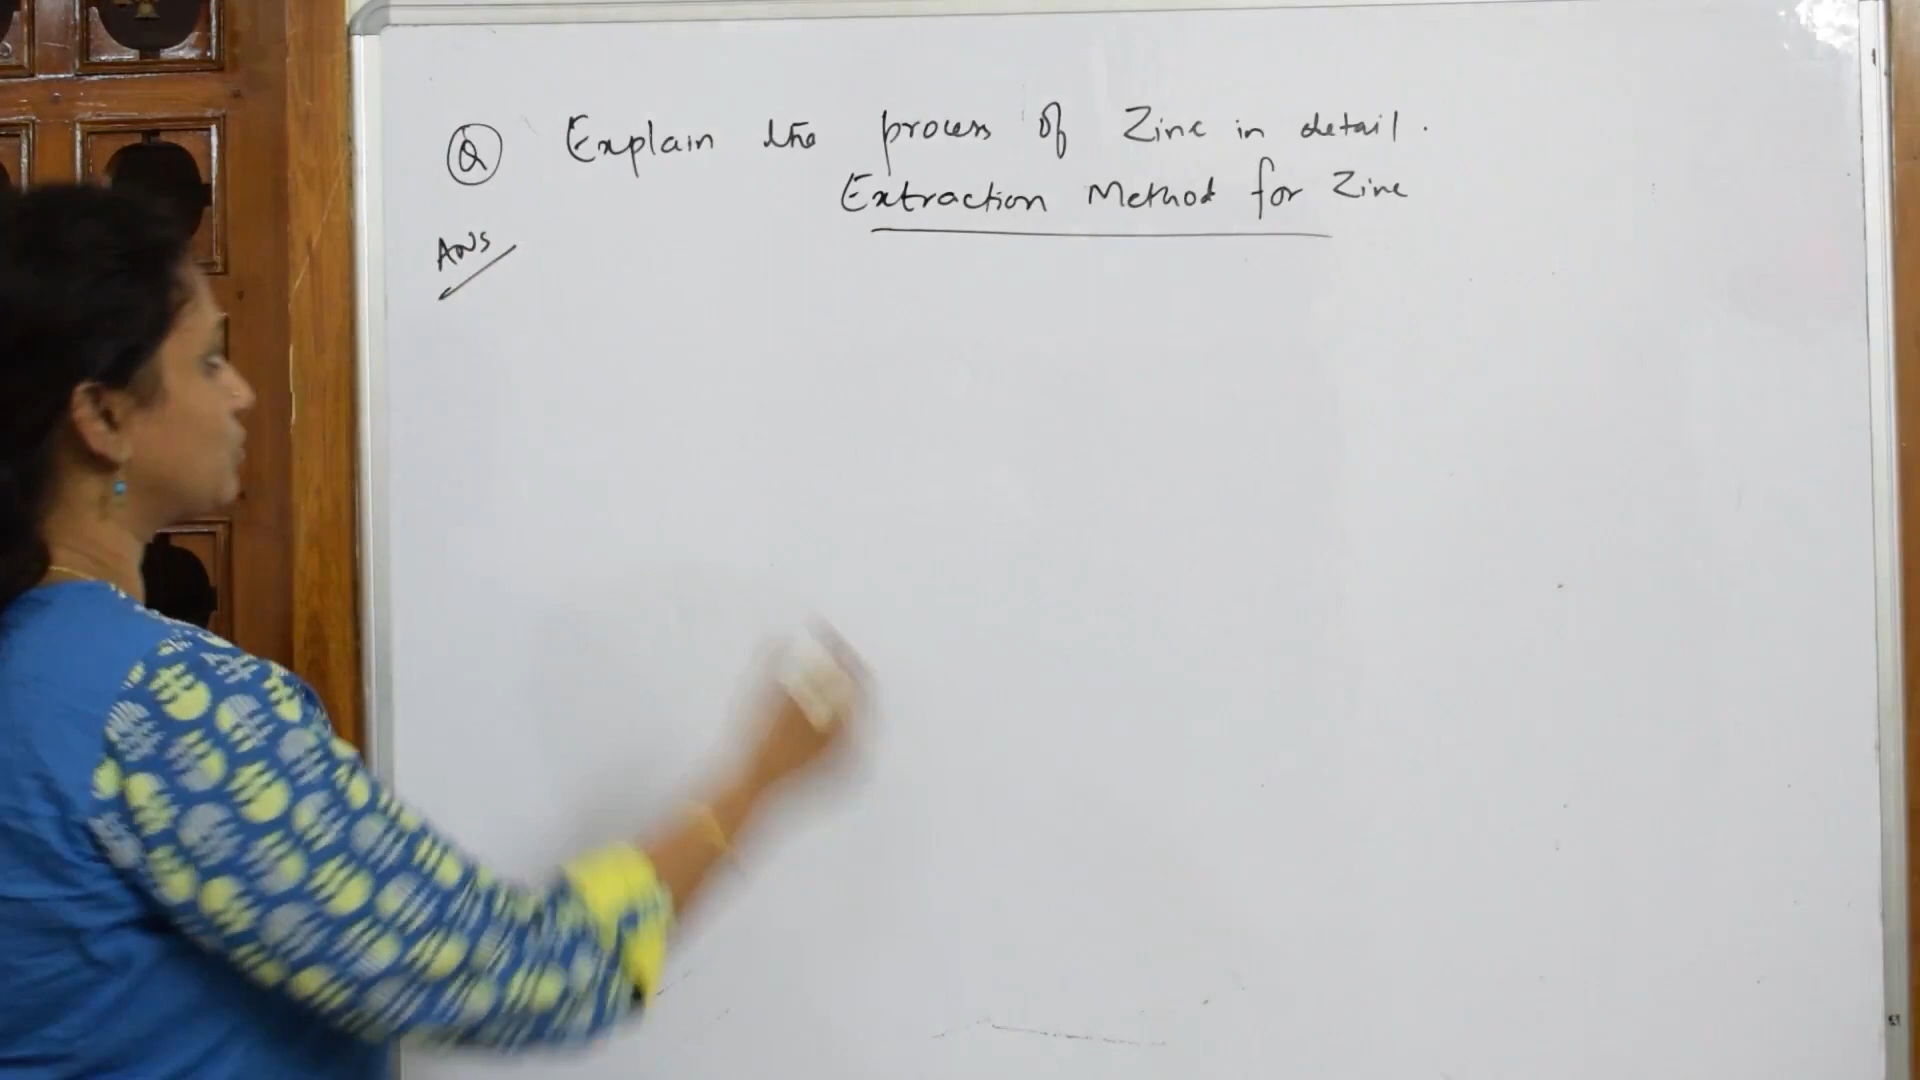 Q Explain the process of Zinc in detail.
Extraction Method for Zinc
Ans